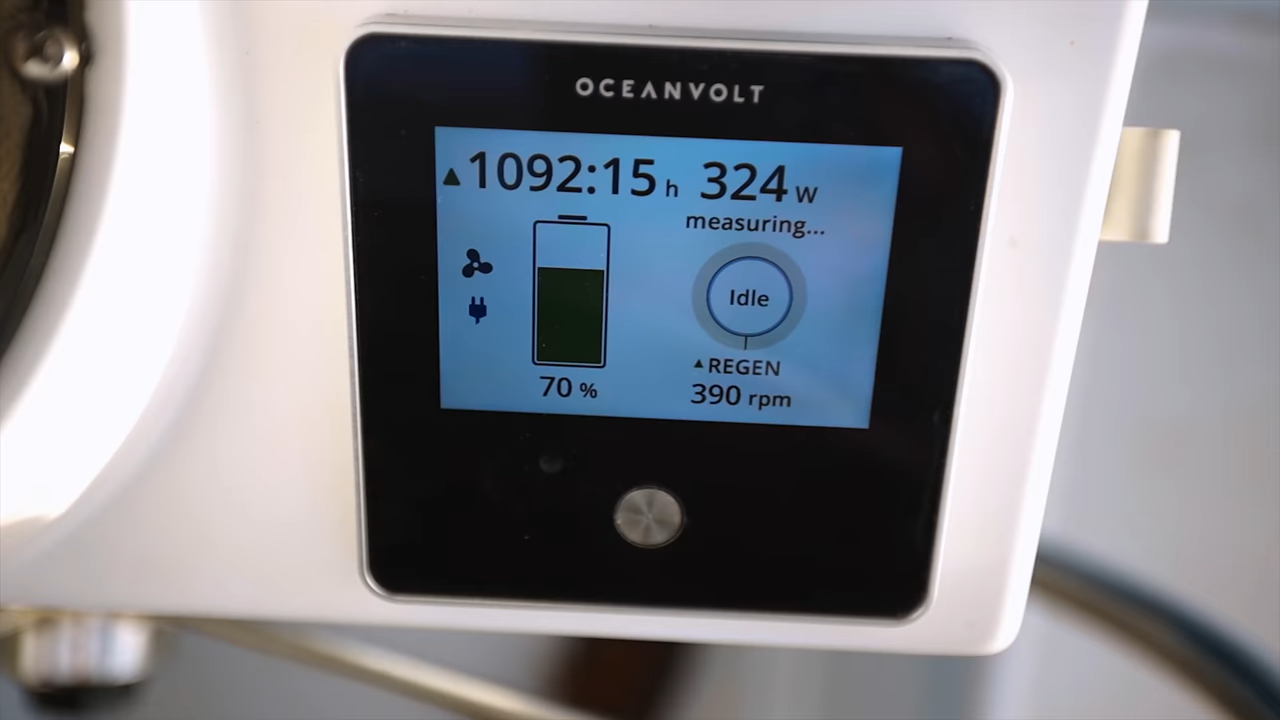 OCEANVOLT
▲1092:15 h 324 W
measuring...
Idle
▲REGEN
70 % 390 rpm